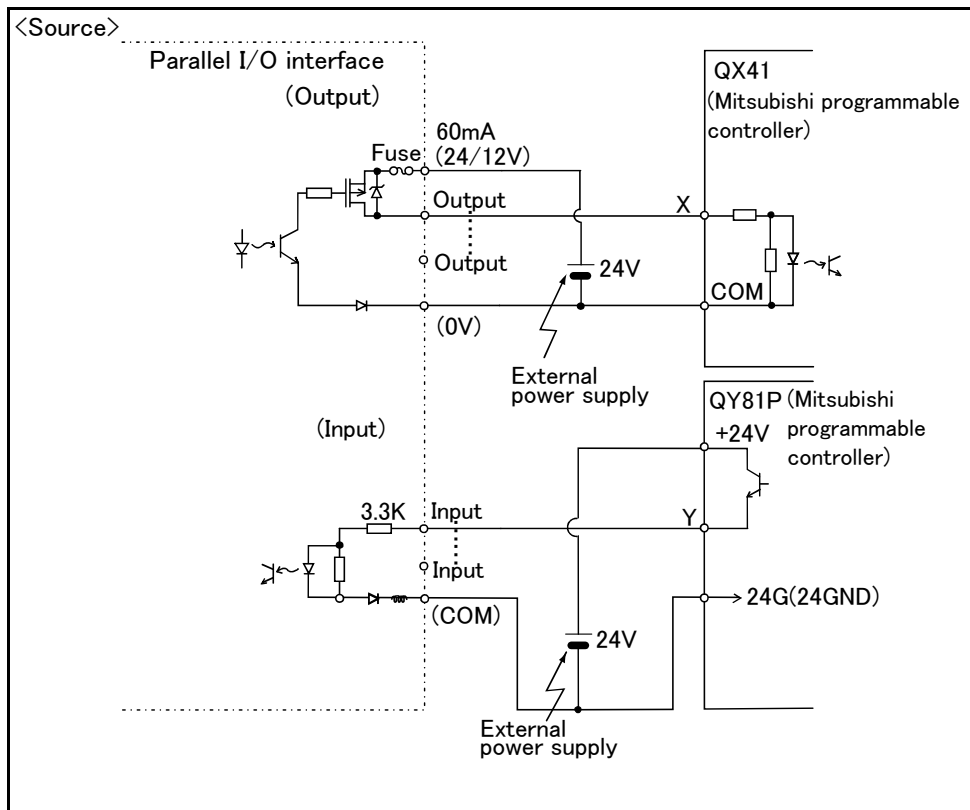 <Source>
Parallel I/O interface
(Output)
QX41
(Mitsubishi programmable
controller)
60mA
(24/12V)
Fuse
Output
X
Output
24V
COM
(0V)
External
power supply
QY81P (Mitsubishi
programmable
controller)
+24V
(Input)
3.3K
Input
Y
Input
(COM)
24G(24GND)
24V
External
power supply